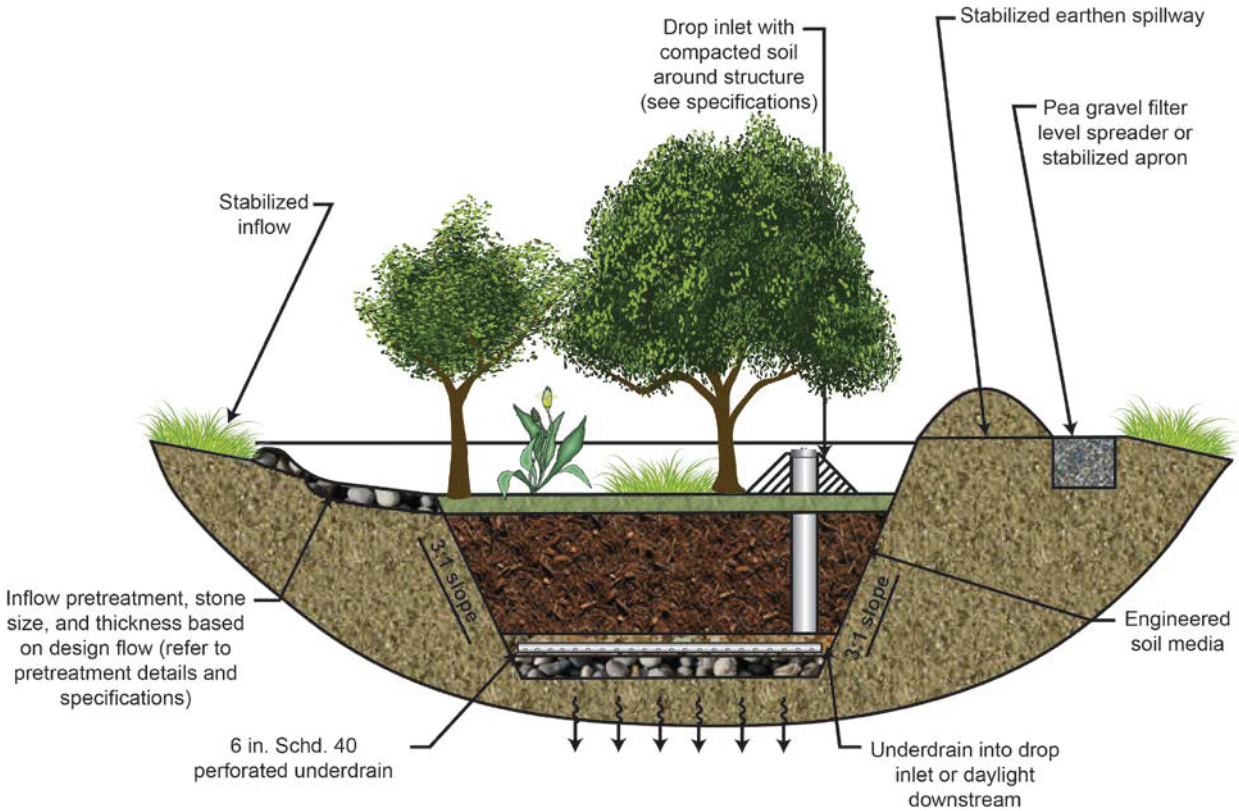 Stabilized earthen spillway
Drop inlet with
compacted soil
around structure
(see specifications)
Pea gravel filter
level spreader or
stabilized apron
Stabilized
inflow
3:1 slope
3:1 slope
Inflow pretreatment, stone
size, and thickness based
on design flow (refer to
pretreatment details and
specifications)
Engineered
soil media
6 in. Schd. 40
perforated underdrain
Underdrain into drop
inlet or daylight
downstream